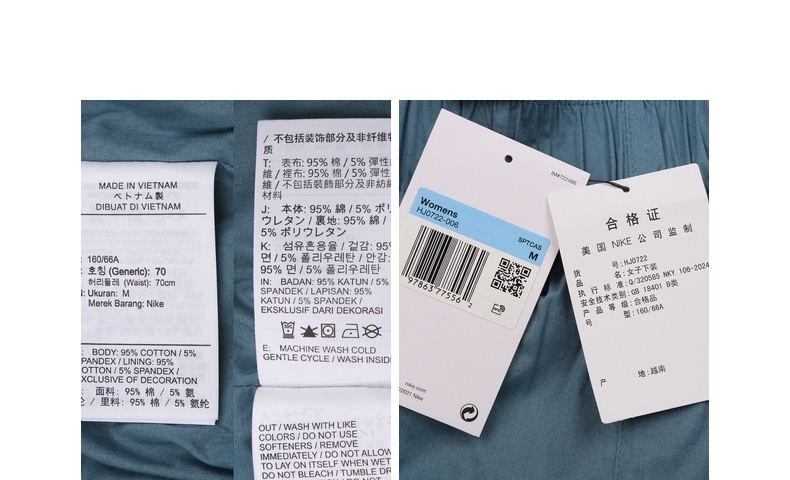 MADE IN VIETNAM
ベトナム製
DIBUAT DI VIETNAM
: 160/66A
: 호칭 (Generic): 70
허리둘레 (Waist): 70cm
Ukuran: M
Merek Barang: Nike
: BODY: 95% COTTON / 5%
PANDEX / LINING: 95%
OTTON / 5% SPANDEX /
XCLUSIVE OF DECORATION
: 面料: 95% 棉 / 5% 氨
/ 里料: 95% 棉 / 5% 氨纶
/ 不包括装饰部分及非纤维物
质
T: 表布: 95% 棉 / 5% 彈性
維 / 裡布: 95% 棉 / 5% 彈性
維 / 不包括裝飾部分及非紡織
材料
J: 本体: 95% 綿 / 5% ポリ
ウレタン / 裏地: 95% 綿 /
5% ポリウレタン
K: 섬유혼용율 / 겉감: 95%
면 / 5% 폴리우레탄 / 안감:
95% 면 / 5% 폴리우레탄
IN: BADAN: 95% KATUN / 5%
SPANDEK / LAPISAN: 95%
KATUN / 5% SPANDEK /
EKSKLUSIF DARI DEKORASI
E: MACHINE WASH COLD
GENTLE CYCLE / WASH INSID
OUT / WASH WITH LIKE
COLORS / DO NOT USE
SOFTENERS / REMOVE
IMMEDIATELY / DO NOT ALLOW
TO LAY ON ITSELF WHEN WET
DO NOT BLEACH / TUMBLE DR
Womens
HJ0722-006
SPTCAS
M
97863 77556 2
nike.com
2021 Nike
合格证
美国NIKE公司监制
货 号: HJ0722
品 名: 女子下装
执行标准: Q/320585 NKY 106-2024
安全技术类别: GB 18401 B类
产品等级: 合格品
号 型: 160/66A
产 地: 越南